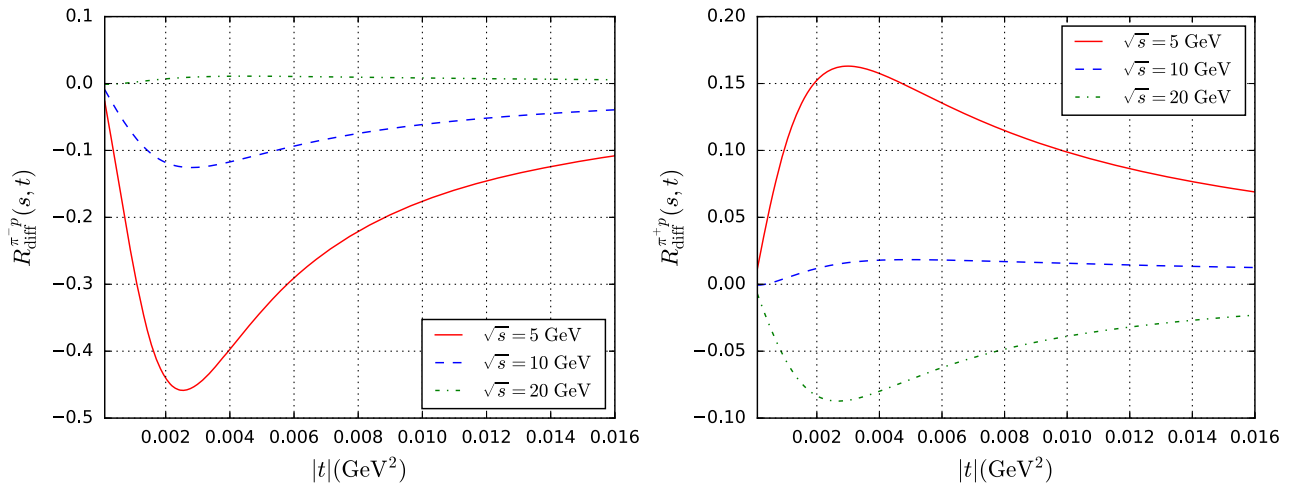 0.1
0.0
−0.1
−0.2
−0.3
−0.4
−0.5
0.002 0.004 0.006 0.008 0.010 0.012 0.014 0.016
|t|(GeV²)
R_diff^{π⁻p}(s, t)
√s = 5 GeV
√s = 10 GeV
√s = 20 GeV
0.20
0.15
0.10
0.05
0.00
−0.05
−0.10
0.002 0.004 0.006 0.008 0.010 0.012 0.014 0.016
|t|(GeV²)
R_diff^{π⁺p}(s, t)
√s = 5 GeV
√s = 10 GeV
√s = 20 GeV